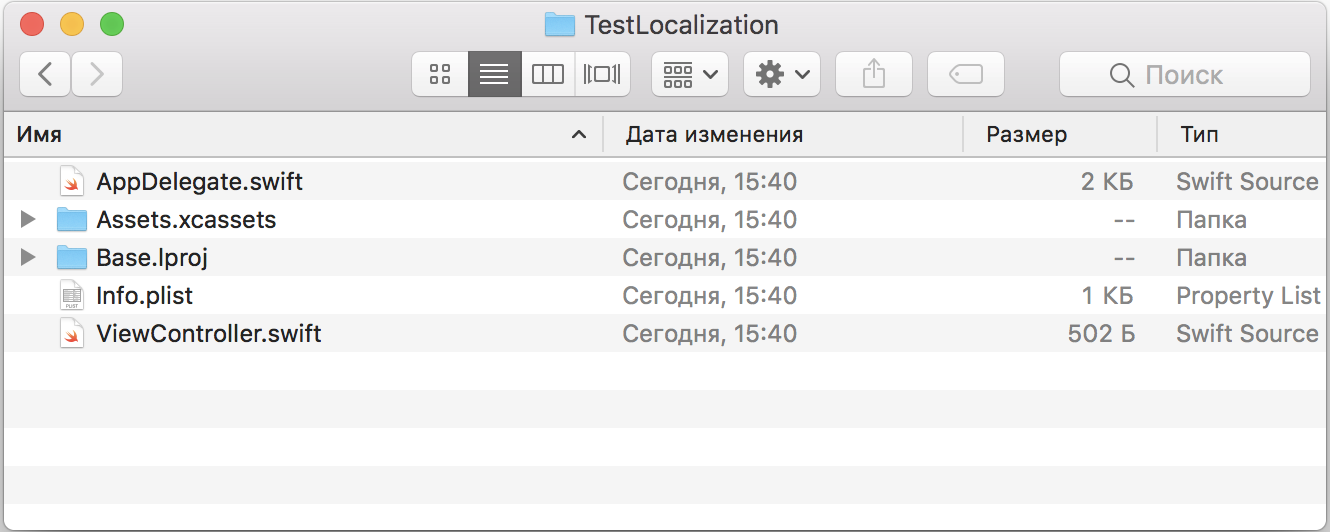 TestLocalization
Поиск
Имя Дата изменения Размер Тип
AppDelegate.swift Сегодня, 15:40 2 КБ Swift Source
Assets.xcassets Сегодня, 15:40 -- Папка
Base.lproj Сегодня, 15:40 -- Папка
Info.plist Сегодня, 15:40 1 КБ Property List
ViewController.swift Сегодня, 15:40 502 Б Swift Source